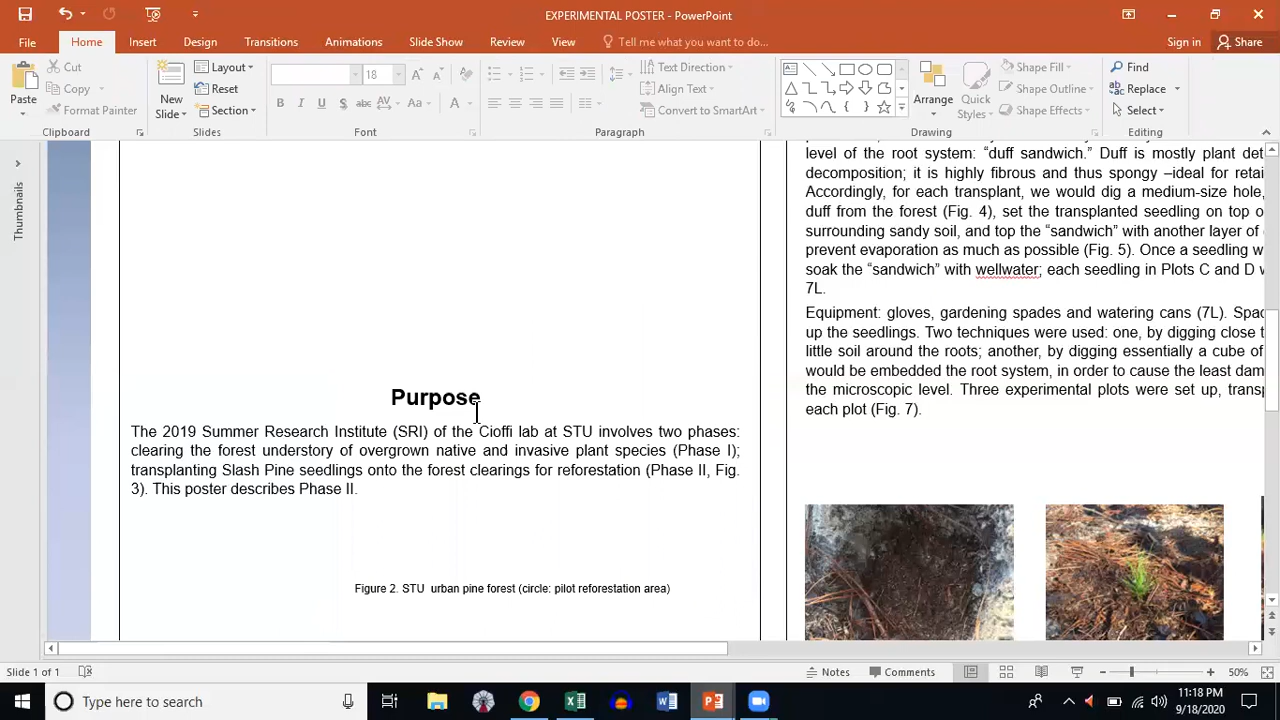 EXPERIMENTAL POSTER - PowerPoint
File Home Insert Design Transitions Animations Slide Show Review View Tell me what you want to do... Sign in Share
Paste
Cut
Copy
Format Painter
Clipboard
New Slide
Layout
Reset
Section
Slides
18
B I U S abc AV Aa A
Font
Text Direction
Align Text
Convert to SmartArt
Paragraph
Arrange
Quick Styles
Shape Fill
Shape Outline
Shape Effects
Drawing
Find
Replace
Select
Editing
Thumbnails
Purpose
The 2019 Summer Research Institute (SRI) of the Cioffi lab at STU involves two phases:
clearing the forest understory of overgrown native and invasive plant species (Phase I);
transplanting Slash Pine seedlings onto the forest clearings for reforestation (Phase II, Fig.
3). This poster describes Phase II.
Figure 2. STU urban pine forest (circle: pilot reforestation area)
level of the root system: “duff sandwich.” Duff is mostly plant det
decomposition; it is highly fibrous and thus spongy –ideal for retai
Accordingly, for each transplant, we would dig a medium-size hole,
duff from the forest (Fig. 4), set the transplanted seedling on top o
surrounding sandy soil, and top the “sandwich” with another layer of
prevent evaporation as much as possible (Fig. 5). Once a seedling w
soak the “sandwich” with wellwater; each seedling in Plots C and D w
7L.
Equipment: gloves, gardening spades and watering cans (7L). Spac
up the seedlings. Two techniques were used: one, by digging close t
little soil around the roots; another, by digging essentially a cube of
would be embedded the root system, in order to cause the least dam
the microscopic level. Three experimental plots were set up, transp
each plot (Fig. 7).
Slide 1 of 1
Notes Comments 50%
Type here to search
11:18 PM
9/18/2020